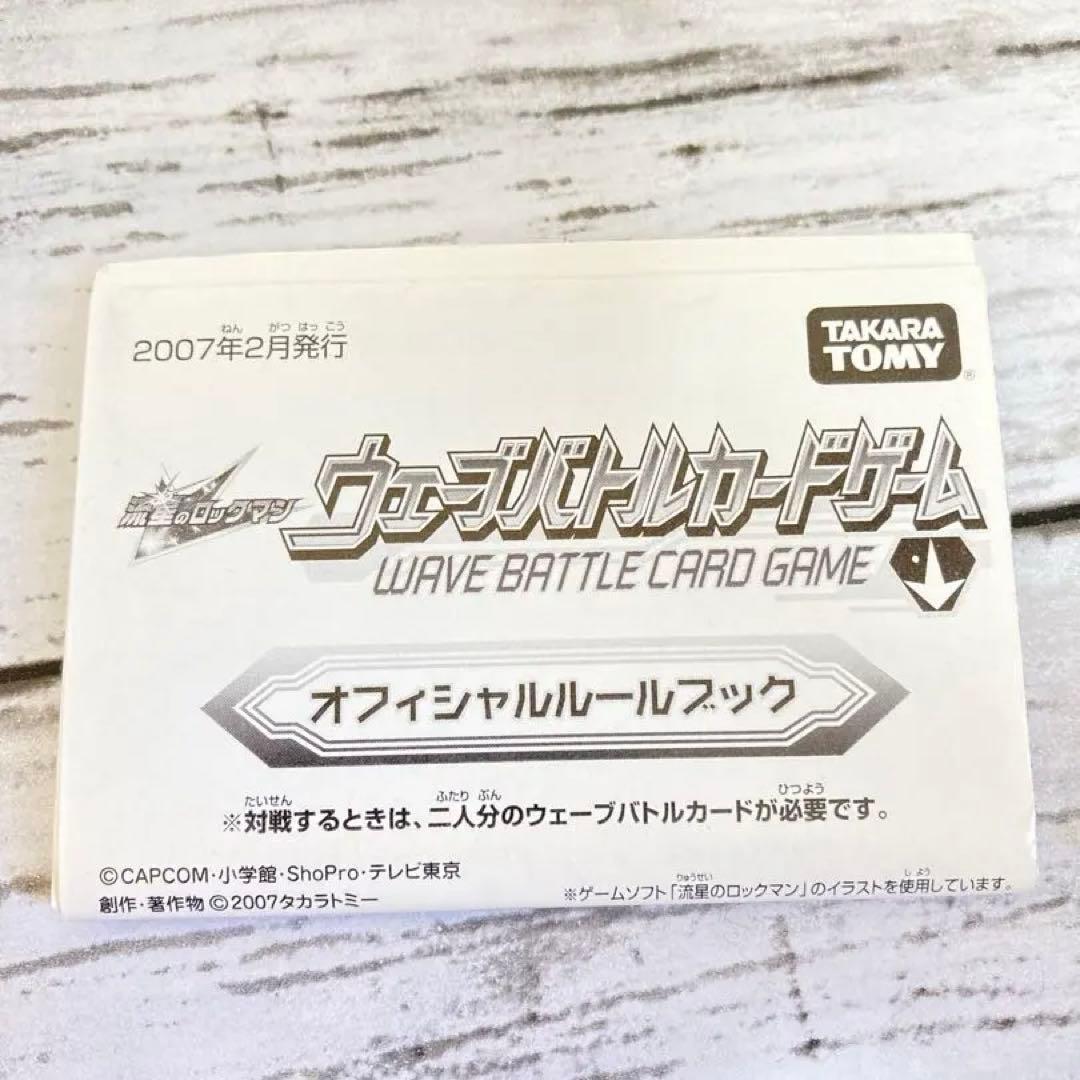 2007年2月発行
TAKARA TOMY®
流星のロックマン
ウェーブバトルカードゲーム
WAVE BATTLE CARD GAME
オフィシャルルールブック
※対戦するときは、二人分のウェーブバトルカードが必要です。
©CAPCOM・小学館・ShoPro・テレビ東京
創作・著作物 ©2007タカラトミー
※ゲームソフト「流星のロックマン」のイラストを使用しています。